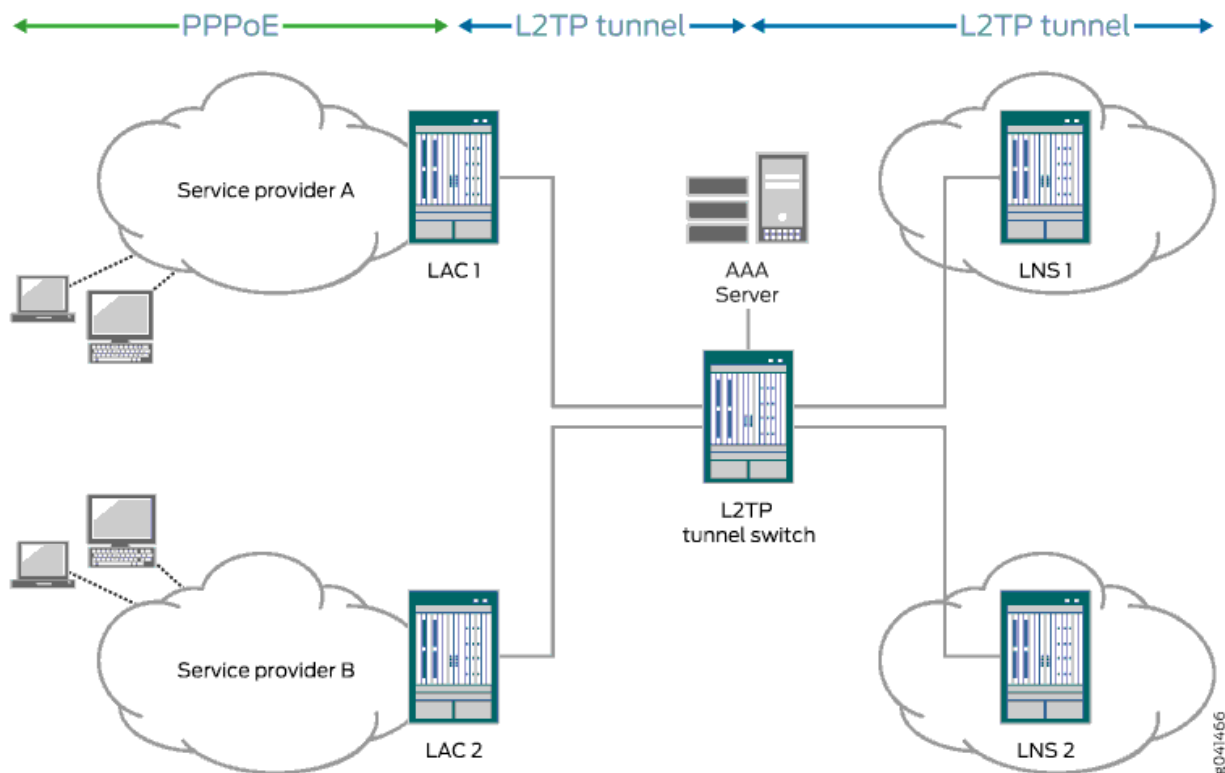 PPPoE
L2TP tunnel
L2TP tunnel
Service provider A
LAC 1
AAA
Server
LNS 1
L2TP
tunnel switch
Service provider B
LAC 2
LNS 2
g041466